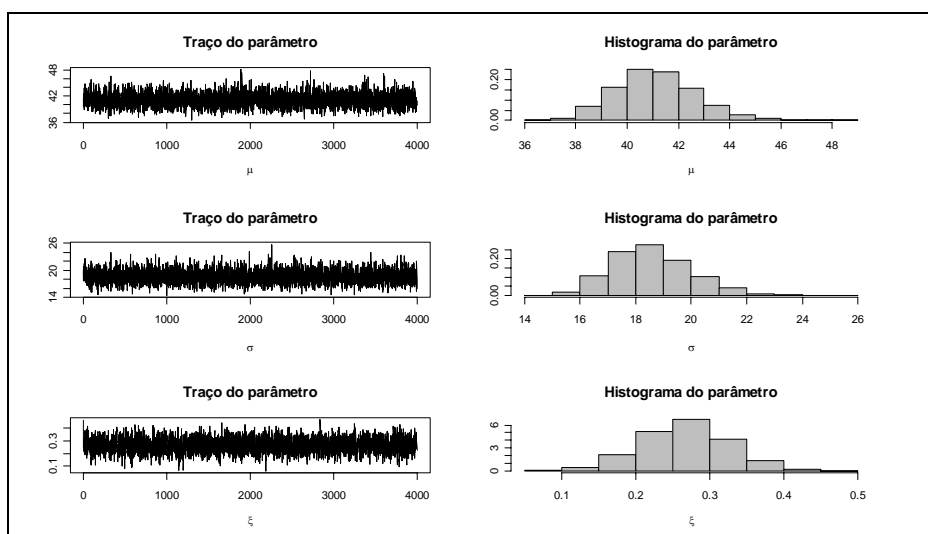 Traço do parâmetro
Histograma do parâmetro
36 42 48
0 1000 2000 3000 4000
μ
0.00 0.20
36 38 40 42 44 46 48
μ
Traço do parâmetro
Histograma do parâmetro
14 20 26
0 1000 2000 3000 4000
σ
0.00 0.20
14 16 18 20 22 24 26
σ
Traço do parâmetro
Histograma do parâmetro
0.1 0.3
0 1000 2000 3000 4000
ξ
0 3 6
0.1 0.2 0.3 0.4 0.5
ξ